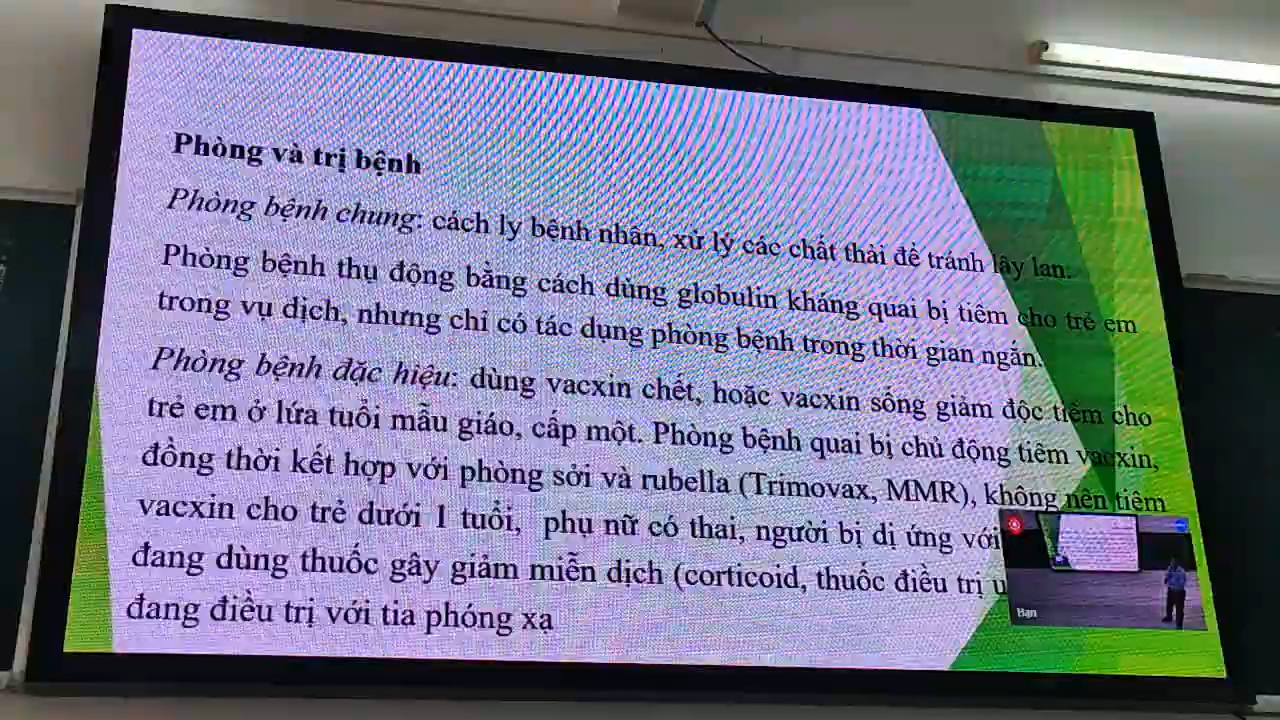 Phòng và trị bệnh
Phòng bệnh chung: cách ly bệnh nhân, xử lý các chất thải để tránh lây lan.
Phòng bệnh thụ động bằng cách dùng globulin kháng quai bị tiêm cho trẻ em
trong vụ dịch, nhưng chỉ có tác dụng phòng bệnh trong thời gian ngắn.
Phòng bệnh đặc hiệu: dùng vacxin chết, hoặc vacxin sống giảm độc tiêm cho
trẻ em ở lứa tuổi mẫu giáo, cấp một. Phòng bệnh quai bị chủ động tiêm vacxin,
đồng thời kết hợp với phòng sởi và rubella (Trimovax, MMR), không nên tiêm
vacxin cho trẻ dưới 1 tuổi, phụ nữ có thai, người bị dị ứng với
đang dùng thuốc gây giảm miễn dịch (corticoid, thuốc điều trị u
đang điều trị với tia phóng xạ
Bạn